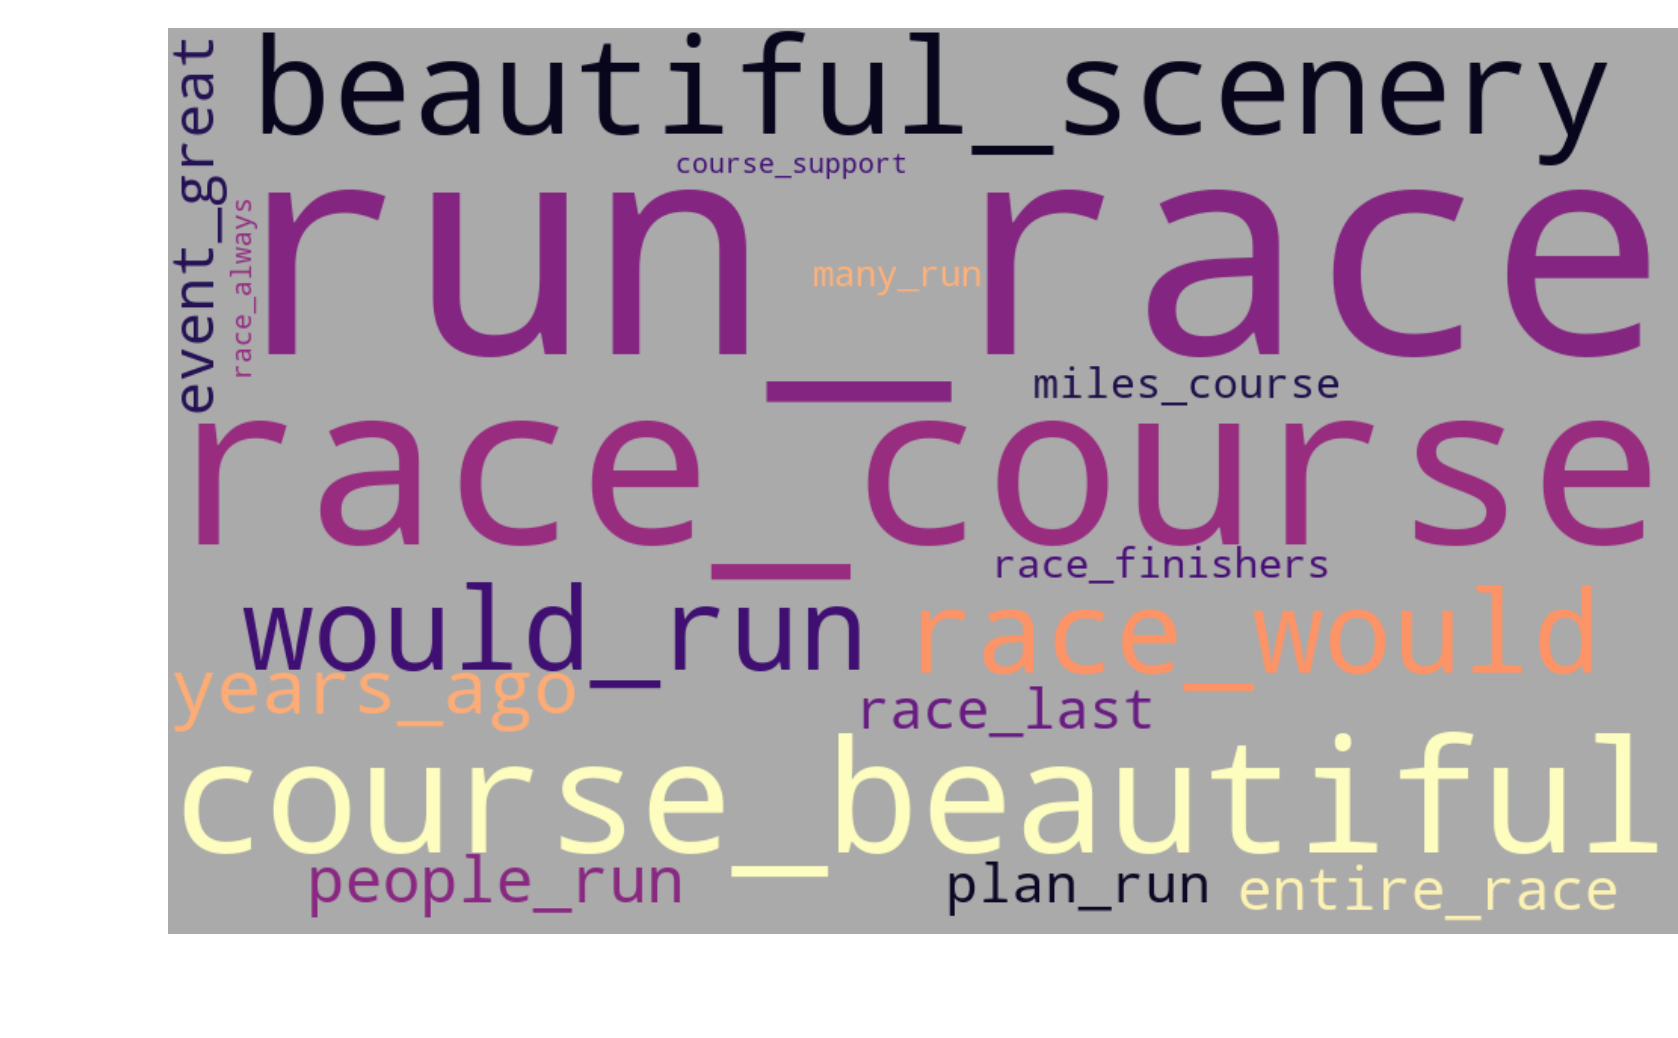 event_great
beautiful_scenery
course_support
race_always
run_race
many_run
miles_course
race_course
race_finishers
would_run
race_would
years_ago
race_last
course_beautiful
people_run
plan_run
entire_race